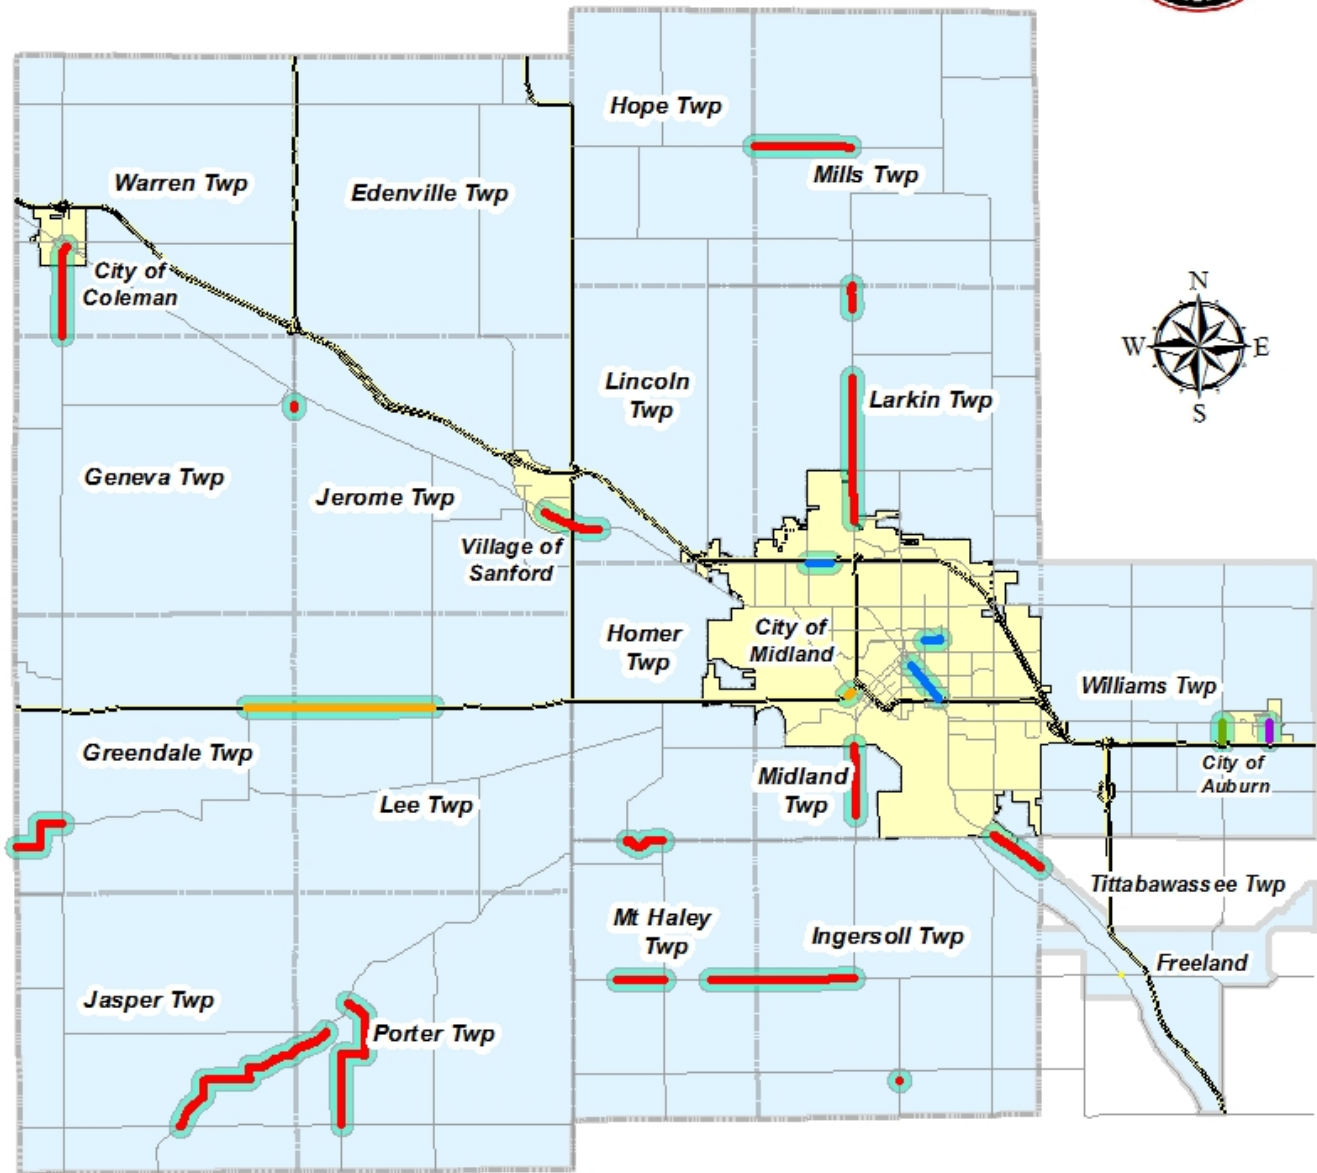 Hope Twp
Mills Twp
Warren Twp
Edenville Twp
City of
Coleman
N
W
E
S
Lincoln
Twp
Larkin Twp
Geneva Twp
Jerome Twp
Village of
Sanford
Homer
Twp
City of
Midland
Williams Twp
Greendale Twp
Lee Twp
Midland
Twp
City of
Auburn
Tittabawassee Twp
Mt Haley
Twp
Ingersoll Twp
Freeland
Jasper Twp
Porter Twp